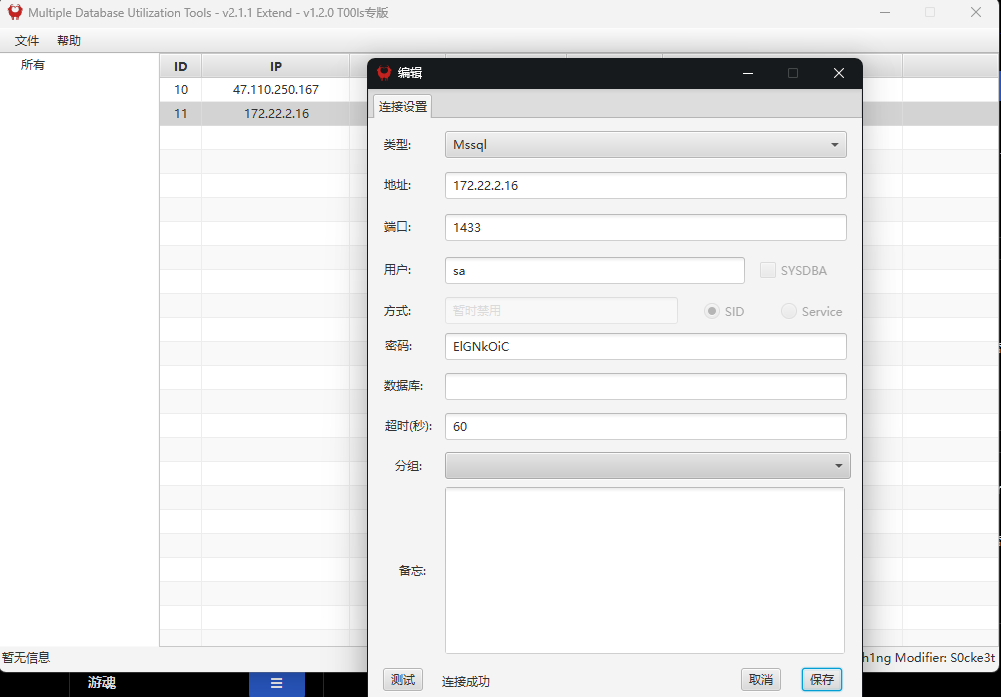 Multiple Database Utilization Tools - v2.1.1 Extend - v1.2.0 T00ls专版
文件 帮助
所有
ID IP
10 47.110.250.167
11 172.22.2.16
编辑
连接设置
类型: Mssql
地址: 172.22.2.16
端口: 1433
用户: sa SYSDBA
方式: 暂时禁用 SID Service
密码: ElGNkOiC
数据库:
超时(秒): 60
分组:
备忘:
测试 连接成功 取消 保存
暂无信息
h1ng Modifier: S0cke3t
游魂